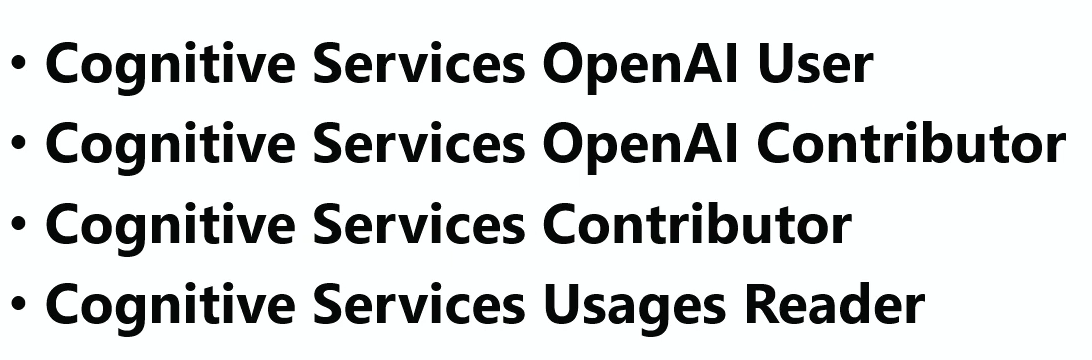 • Cognitive Services OpenAI User
• Cognitive Services OpenAI Contributor
• Cognitive Services Contributor
• Cognitive Services Usages Reader